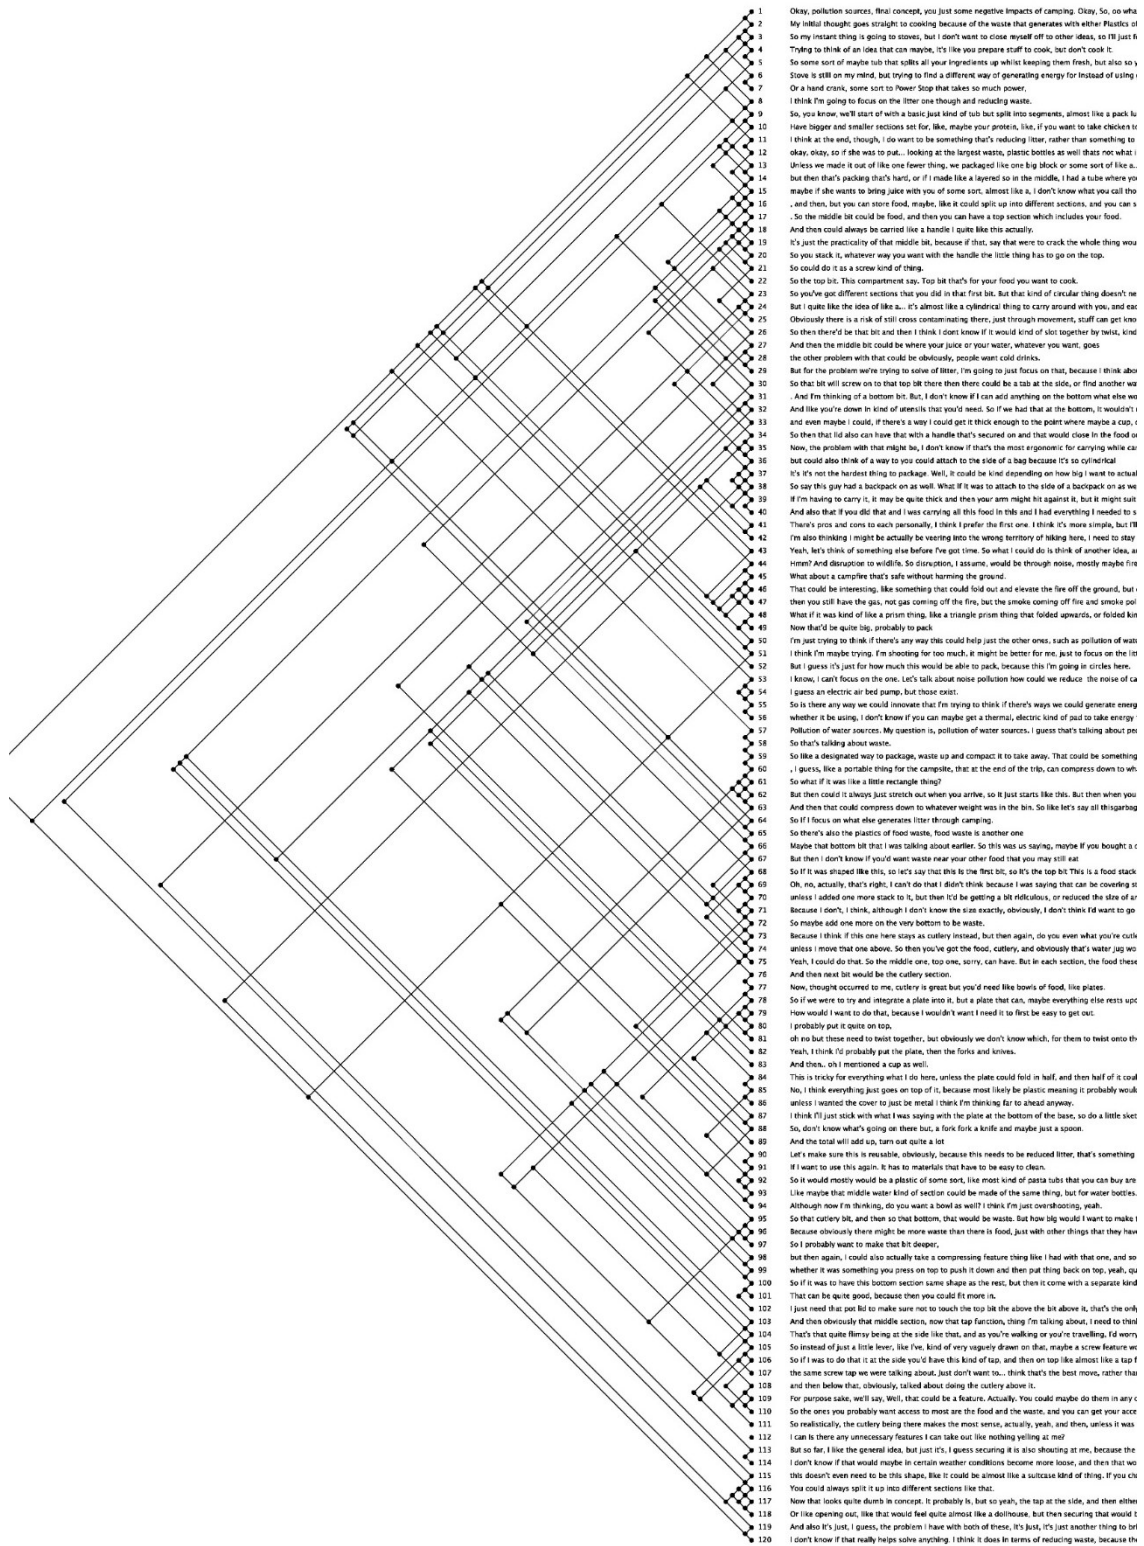 1 Okay, pollution sources, final concept, you just some negative impacts of camping. Okay, So, oo wha
2 My initial thought goes straight to cooking because of the waste that generates with either Plastics of
3 So my instant thing is going to stoves, but I don't want to close myself off to other ideas, so I'll just f
4 Trying to think of an idea that can maybe, it's like you prepare stuff to cook, but don't cook it.
5 So some sort of maybe tub that splits all your ingredients up whilst keeping them fresh, but also so y
6 Stove is still on my mind, but trying to find a different way of generating energy for instead of using
7 Or a hand crank, some sort to Power Stop that takes so much power,
8 I think I'm going to focus on the litter one though and reducing waste.
9 So, you know, we'll start of with a basic just kind of tub but split into segments, almost like a pack lu
10 Have bigger and smaller sections set for, like, maybe your protein, like, if you want to take chicken to
11 I think at the end, though, I do want to be something that's reducing litter, rather than something to
12 okay, okay, so if she was to put... looking at the largest waste, plastic bottles as well thats not what i
13 Unless we made it out of like one fewer thing, we packaged like one big block or some sort of like a..
14 but then that's packing that's hard, or if I made like a layered so in the middle, I had a tube where yo
15 maybe if she wants to bring juice with you of some sort, almost like a, I don't know what you call tho
16 , and then, but you can store food, maybe, like it could split up into different sections, and you can s
17 . So the middle bit could be food, and then you can have a top section which includes your food.
18 And then could always be carried like a handle I quite like this actually.
19 It's just the practicality of that middle bit, because if that, say that were to crack the whole thing wou
20 So you stack it, whatever way you want with the handle the little thing has to go on the top.
21 So could do it as a screw kind of thing.
22 So the top bit. This compartment say. Top bit that's for your food you want to cook.
23 So you've got different sections that you did in that first bit. But that kind of circular thing doesn't ne
24 But I quite like the idea of like a... it's almost like a cylindrical thing to carry around with you, and eac
25 Obviously there is a risk of still cross contaminating there, just through movement, stuff can get kno
26 So then there'd be that bit and then I think I dont know if it would kind of slot together by twist, kind
27 And then the middle bit could be where your juice or your water, whatever you want, goes
28 the other problem with that could be obviously, people want cold drinks.
29 But for the problem we're trying to solve of litter, I'm going to just focus on that, because I think abou
30 So that bit will screw on to that top bit there then there could be a tab at the side, or find another wa
31 . And I'm thinking of a bottom bit. But, I don't know if I can add anything on the bottom what else wo
32 And like you're down in kind of utensils that you'd need. So if we had that at the bottom, it wouldn't
33 and even maybe I could, if there's a way I could get it thick enough to the point where maybe a cup,
34 So then that lid also can have that with a handle that's secured on and that would close in the food o
35 Now, the problem with that might be, I don't know if that's the most ergonomic for carrying while ca
36 but could also think of a way to you could attach to the side of a bag because it's so cylindrical
37 It's it's not the hardest thing to package. Well, it could be kind depending on how big I want to actual
38 So say this guy had a backpack on as well. What if it was to attach to the side of a backpack on as we
39 If I'm having to carry it, it may be quite thick and then your arm might hit against it, but it might suit
40 And also that if you did that and I was carrying all this food in this and I had everything I needed to s
41 There's pros and cons to each personally, I think I prefer the first one. I think it's more simple, but I'll
42 I'm also thinking I might be actually be veering into the wrong territory of hiking here, I need to stay
43 Yeah, let's think of something else before I've got time. So what I could do is think of another idea, a
44 Hmm? And disruption to wildlife. So disruption, I assume, would be through noise, mostly maybe fire
45 What about a campfire that's safe without harming the ground.
46 That could be interesting, like something that could fold out and elevate the fire off the ground, but
47 then you still have the gas, not gas coming off the fire, but the smoke coming off fire and smoke pol
48 What if it was kind of like a prism thing, like a triangle prism thing that folded upwards, or folded kin
49 Now that'd be quite big, probably to pack
50 I'm just trying to think if there's any way this could help just the other ones, such as pollution of wat
51 I think I'm maybe trying. I'm shooting for too much, it might be better for me, just to focus on the lit
52 But I guess it's just for how much this would be able to pack, because this I'm going in circles here.
53 I know, I can't focus on the one. Let's talk about noise pollution how could we reduce the noise of ca
54 I guess an electric air bed pump, but those exist.
55 So is there any way we could innovate that I'm trying to think if there's ways we could generate energ
56 whether it be using, I don't know if you can maybe get a thermal, electric kind of pad to take energy
57 Pollution of water sources. My question is, pollution of water sources. I guess that's talking about pe
58 So that's talking about waste.
59 So like a designated way to package, waste up and compact it to take away. That could be something
60 , I guess, like a portable thing for the campsite, that at the end of the trip, can compress down to wh
61 So what if it was like a little rectangle thing?
62 But then could it always just stretch out when you arrive, so it just starts like this. But then when you
63 And then that could compress down to whatever weight was in the bin. So like let's say all thisgarbag
64 So if I focus on what else generates litter through camping.
65 So there's also the plastics of food waste, food waste is another one
66 Maybe that bottom bit that I was talking about earlier. So this was us saying, maybe if you bought a
67 But then I don't know if you'd want waste near your other food that you may still eat
68 So if it was shaped like this, so let's say that this is the first bit, so it's the top bit This is a food stack
69 Oh, no, actually, that's right, I can't do that I didn't think because I was saying that can be covering st
70 unless I added one more stack to it, but then it'd be getting a bit ridiculous, or reduced the size of an
71 Because I don't, I think, although I don't know the size exactly, obviously, I don't think I'd want to go
72 So maybe add one more on the very bottom to be waste.
73 Because I think if this one here stays as cutlery instead, but then again, do you even what you're cutle
74 unless I move that one above. So then you've got the food, cutlery, and obviously that's water jug wo
75 Yeah, I could do that. So the middle one, top one, sorry, can have. But in each section, the food these
76 And then next bit would be the cutlery section.
77 Now, thought occurred to me, cutlery is great but you'd need like bowls of food, like plates.
78 So if we were to try and integrate a plate into it, but a plate that can, maybe everything else rests upo
79 How would I want to do that, because I wouldn't want I need it to first be easy to get out.
80 I probably put it quite on top,
81 oh no but these need to twist together, but obviously we don't know which, for them to twist onto th
82 Yeah, I think I'd probably put the plate, then the forks and knives.
83 And then.. oh I mentioned a cup as well.
84 This is tricky for everything what I do here, unless the plate could fold in half, and then half of it coul
85 No, I think everything just goes on top of it, because most likely be plastic meaning it probably would
86 unless I wanted the cover to just be metal I think I'm thinking far to ahead anyway.
87 I think I'll just stick with what I was saying with the plate at the bottom of the base, so do a little sket
88 So, don't know what's going on there but, a fork fork a knife and maybe just a spoon.
89 And the total will add up, turn out quite a lot
90 Let's make sure this is reusable, obviously, because this needs to be reduced litter, that's something
91 If I want to use this again. It has to materials that have to be easy to clean.
92 So it would mostly would be a plastic of some sort, like most kind of pasta tubs that you can buy are
93 Like maybe that middle water kind of section could be made of the same thing, but for water bottles.
94 Although now I'm thinking, do you want a bowl as well? I think I'm just overshooting, yeah.
95 So that cutlery bit, and then so that bottom, that would be waste. But how big would I want to make t
96 Because obviously there might be more waste than there is food, just with other things that they hav
97 So I probably want to make that bit deeper,
98 but then again, I could also actually take a compressing feature thing like I had with that one, and so
99 whether it was something you press on top to push it down and then put thing back on top, yeah, qu
100 So if it was to have this bottom section same shape as the rest, but then it come with a separate kind
101 That can be quite good, because then you could fit more in.
102 I just need that pot lid to make sure not to touch the top bit the above the bit above it, that's the onl
103 And then obviously that middle section, now that tap function, thing I'm talking about, I need to thin
104 That's that quite flimsy being at the side like that, and as you're walking or you're travelling, I'd worry
105 So instead of just a little lever, like I've, kind of very vaguely drawn on that, maybe a screw feature wo
106 So if I was to do that it at the side you'd have this kind of tap, and then on top like almost like a tap f
107 the same screw tap we were talking about. Just don't want to... think that's the best move, rather tha
108 and then below that, obviously, talked about doing the cutlery above it.
109 For purpose sake, we'll say, Well, that could be a feature. Actually. You could maybe do them in any o
110 So the ones you probably want access to most are the food and the waste, and you can get your acce
111 So realistically, the cutlery being there makes the most sense, actually, yeah, and then, unless it was
112 I can Is there any unnecessary features I can take out like nothing yelling at me?
113 But so far, I like the general idea, but just it's, I guess securing it is also shouting at me, because the
114 I don't know if that would maybe in certain weather conditions become more loose, and then that wo
115 this doesn't even need to be this shape, like it could be almost like a suitcase kind of thing. If you ch
116 You could always split it up into different sections like that.
117 Now that looks quite dumb in concept. It probably is, but so yeah, the tap at the side, and then either
118 Or like opening out, like that would feel quite almost like a dollhouse, but then securing that would b
119 And also it's just, I guess, the problem I have with both of these, it's just, it's just another thing to bri
120 I don't know if that really helps solve anything. I think it does in terms of reducing waste, because the